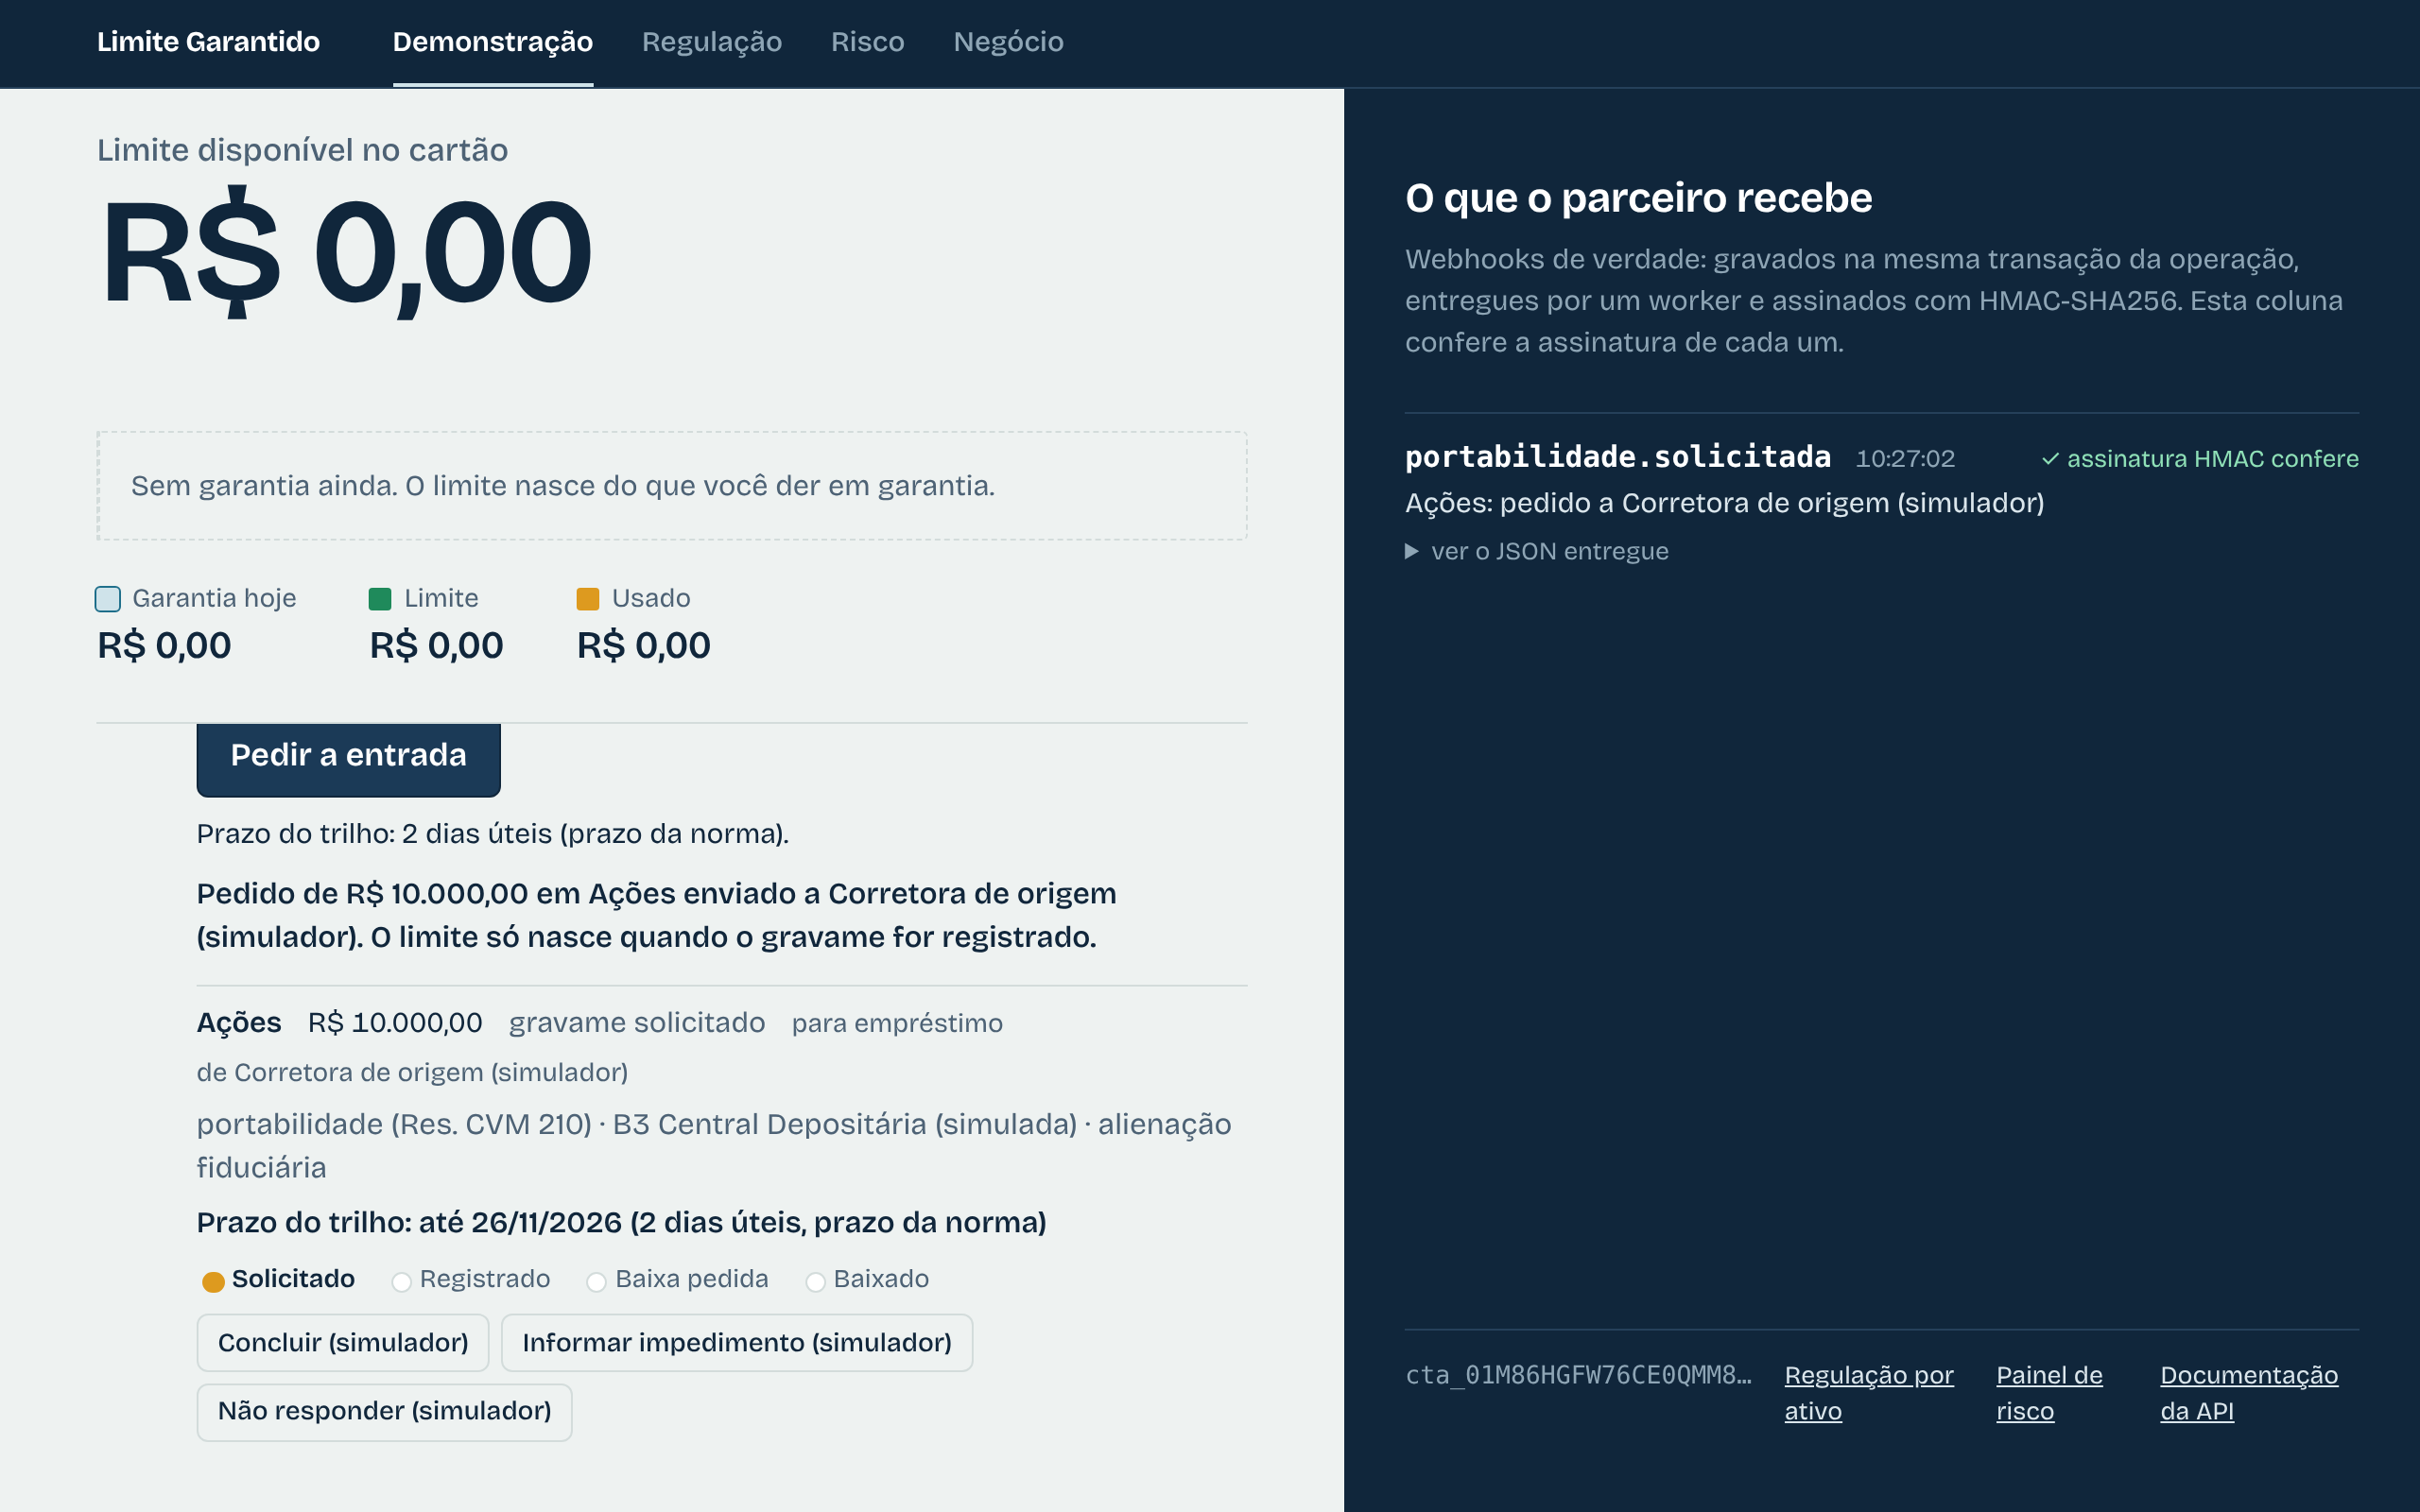 Limite Garantido Demonstração Regulação Risco Negócio
Limite disponível no cartão
R$ 0,00
Sem garantia ainda. O limite nasce do que você der em garantia.
Garantia hoje Limite Usado
R$ 0,00 R$ 0,00 R$ 0,00
Pedir a entrada
Prazo do trilho: 2 dias úteis (prazo da norma).
Pedido de R$ 10.000,00 em Ações enviado a Corretora de origem
(simulador). O limite só nasce quando o gravame for registrado.
Ações R$ 10.000,00 gravame solicitado para empréstimo
de Corretora de origem (simulador)
portabilidade (Res. CVM 210) · B3 Central Depositária (simulada) · alienação
fiduciária
Prazo do trilho: até 26/11/2026 (2 dias úteis, prazo da norma)
Solicitado Registrado Baixa pedida Baixado
Concluir (simulador) Informar impedimento (simulador)
Não responder (simulador)
O que o parceiro recebe
Webhooks de verdade: gravados na mesma transação da operação,
entregues por um worker e assinados com HMAC-SHA256. Esta coluna
confere a assinatura de cada um.
portabilidade.solicitada 10:27:02 ✓ assinatura HMAC confere
Ações: pedido a Corretora de origem (simulador)
▶ ver o JSON entregue
cta_01M86HGFW76CE0QMM8… Regulação por Painel de Documentação
ativo risco da API